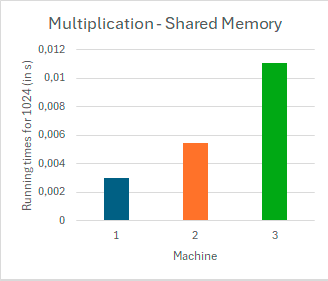 Multiplication - Shared Memory
Running times for 1024 (in s)
0,012
0,01
0,008
0,006
0,004
0,002
0
1 2 3
Machine